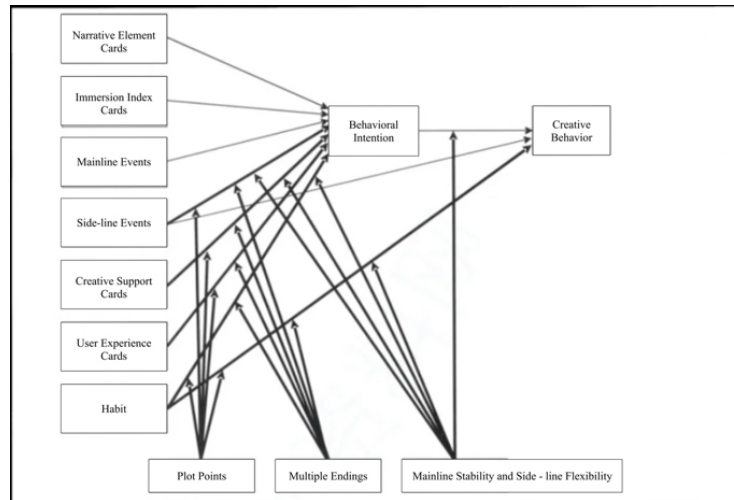 Narrative Element
Cards
Immersion Index
Cards
Mainline Events
Side-line Events
Creative Support
Cards
User Experience
Cards
Habit
Behavioral
Intention
Creative
Behavior
Plot Points
Multiple Endings
Mainline Stability and Side - line Flexibility